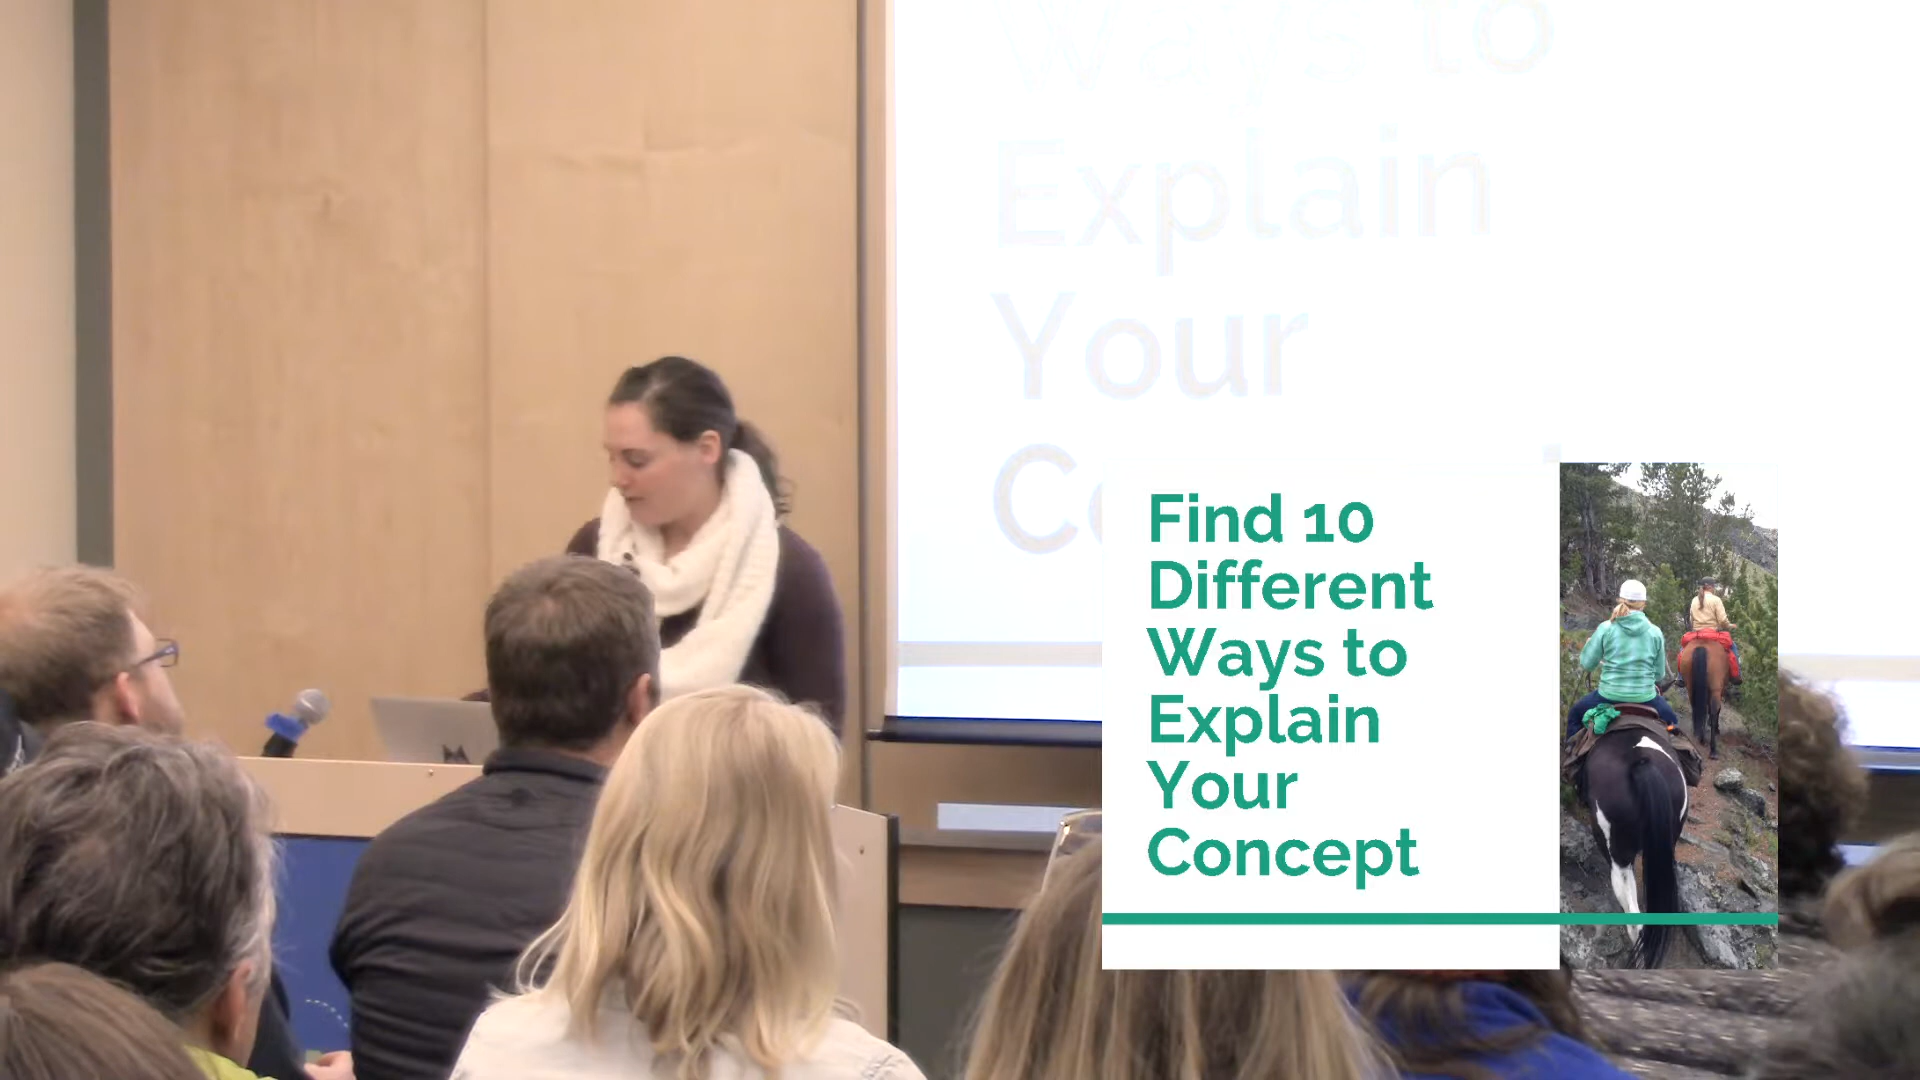 Ways to
Explain
Your
Find 10
Different
Ways to
Explain
Your
Concept